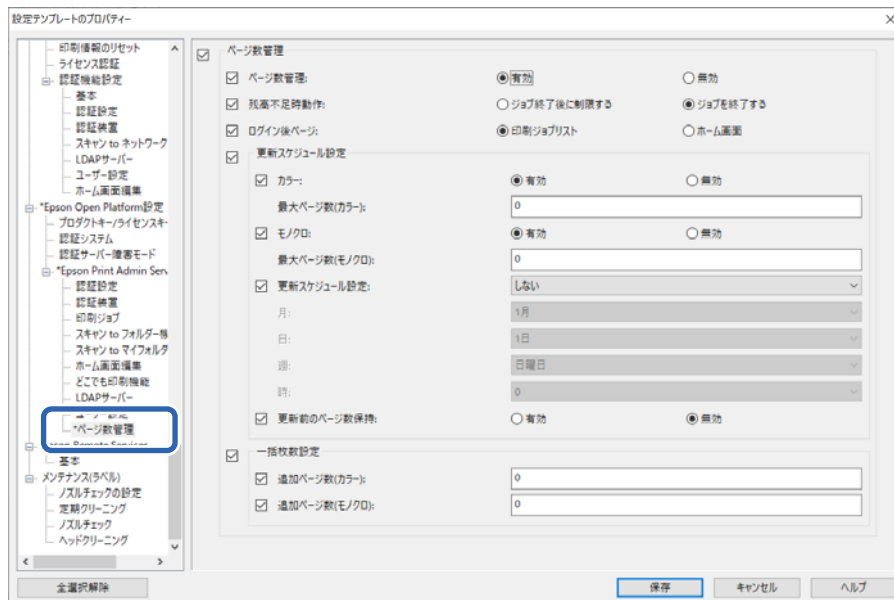 設定テンプレートのプロパティー
印刷情報のリセット
ライセンス認証
認証機能設定
基本
認証設定
認証装置
スキャン to ネットワーク
LDAPサーバー
ユーザー設定
ホーム画面編集
*Epson Open Platform設定
プロダクトキー/ライセンスキ
認証システム
認証サーバー障害モード
*Epson Print Admin Serv
認証設定
認証装置
印刷ジョブ
スキャン to フォルダー機
スキャン to マイフォルダ
ホーム画面編集
どこでも印刷機能
LDAPサーバー
ユーザー設定
*ページ数管理
Epson Remote Services
基本
メンテナンス(ラベル)
ノズルチェックの設定
定期クリーニング
ノズルチェック
ヘッドクリーニング
ページ数管理
ページ数管理: 有効 無効
残高不足時動作: ジョブ終了後に制限する ジョブを終了する
ログイン後ページ: 印刷ジョブリスト ホーム画面
更新スケジュール設定
カラー: 有効 無効
最大ページ数(カラー): 0
モノクロ: 有効 無効
最大ページ数(モノクロ): 0
更新スケジュール設定: しない
月: 1月
日: 1日
週: 日曜日
時: 0
更新前のページ数保持: 有効 無効
一括枚数設定
追加ページ数(カラー): 0
追加ページ数(モノクロ): 0
全選択解除 保存 キャンセル ヘルプ